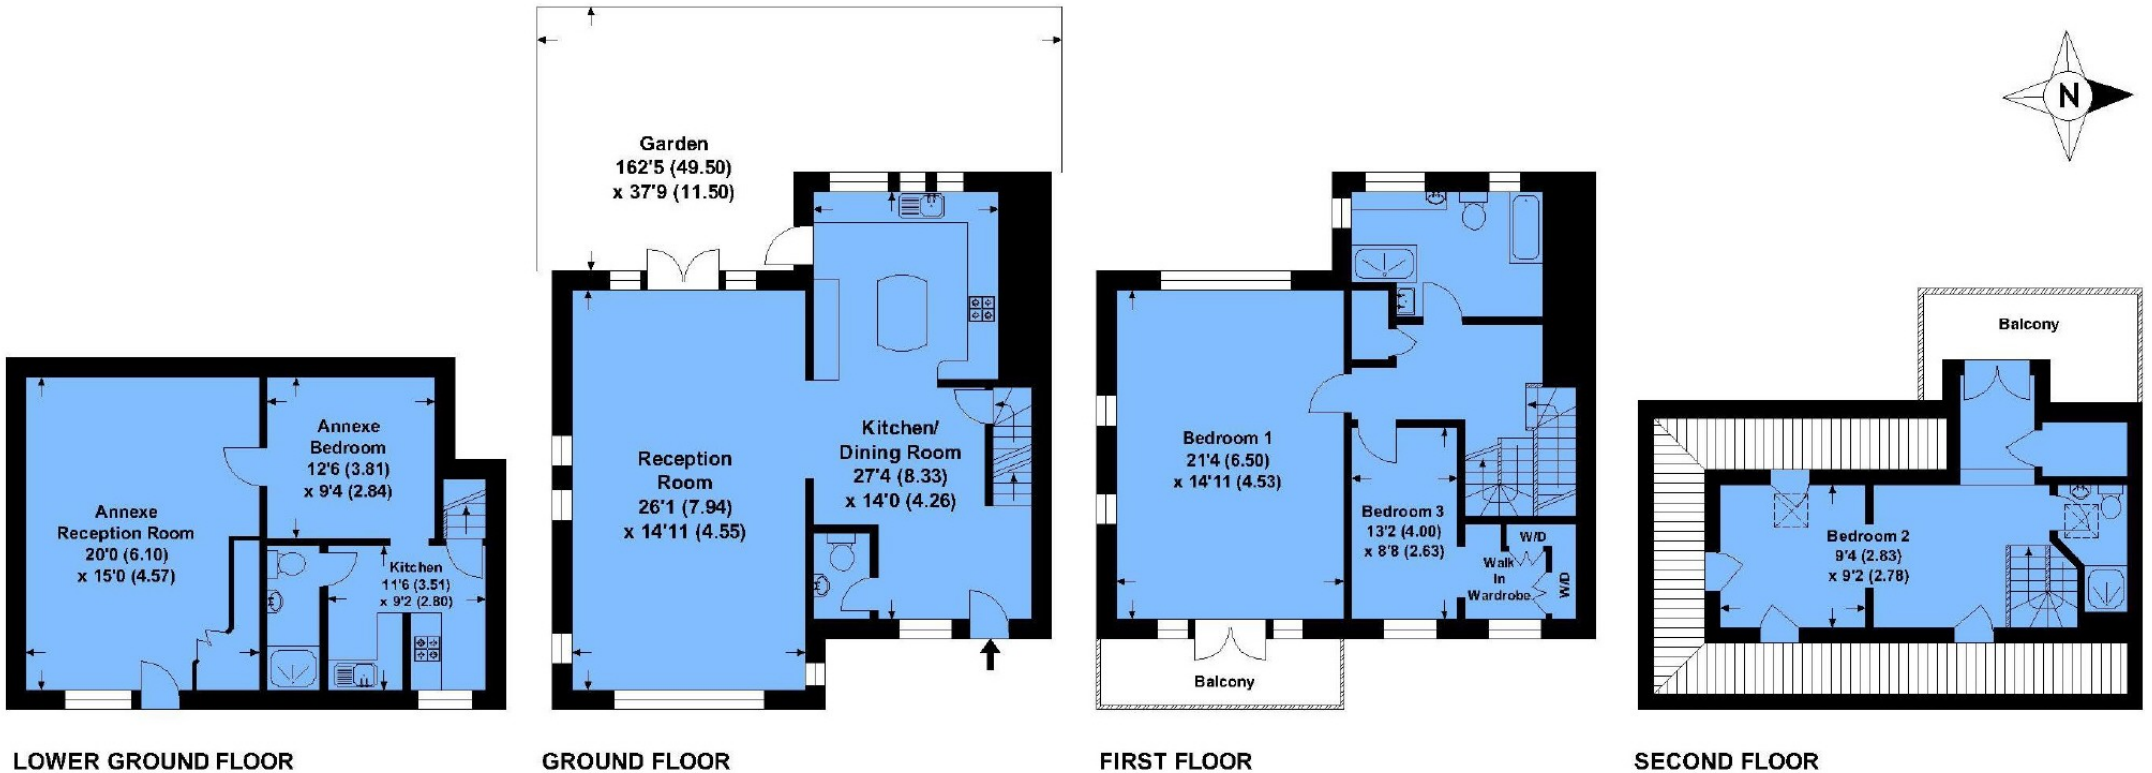 Annexe
Reception Room
20'0 (6.10)
x 15'0 (4.57)
Annexe
Bedroom
12'6 (3.81)
x 9'4 (2.84)
Kitchen
11'6 (3.51)
x 9'2 (2.80)
LOWER GROUND FLOOR
Garden
162'5 (49.50)
x 37'9 (11.50)
Reception
Room
26'1 (7.94)
x 14'11 (4.55)
Kitchen/
Dining Room
27'4 (8.33)
x 14'0 (4.26)
GROUND FLOOR
Bedroom 1
21'4 (6.50)
x 14'11 (4.53)
Bedroom 3
13'2 (4.00)
x 8'8 (2.63)
Walk
In
Wardrobe
W/D
W/D
Balcony
FIRST FLOOR
N
Balcony
Bedroom 2
9'4 (2.83)
x 9'2 (2.78)
SECOND FLOOR